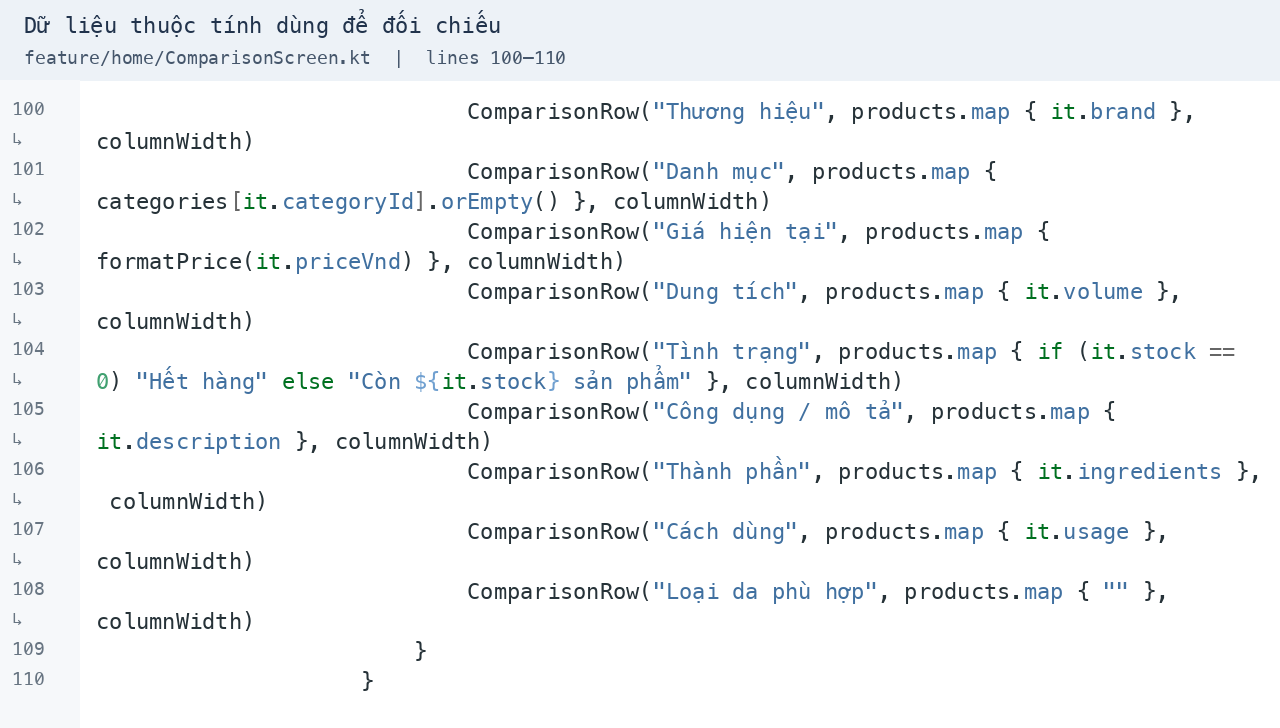 Dữ liệu thuộc tính dùng để đối chiếu
feature/home/ComparisonScreen.kt  |  lines 100–110
100 ComparisonRow("Thương hiệu", products.map { it.brand },
↳ columnWidth)
101 ComparisonRow("Danh mục", products.map {
↳ categories[it.categoryId].orEmpty() }, columnWidth)
102 ComparisonRow("Giá hiện tại", products.map {
↳ formatPrice(it.priceVnd) }, columnWidth)
103 ComparisonRow("Dung tích", products.map { it.volume },
↳ columnWidth)
104 ComparisonRow("Tình trạng", products.map { if (it.stock ==
↳ 0) "Hết hàng" else "Còn ${it.stock} sản phẩm" }, columnWidth)
105 ComparisonRow("Công dụng / mô tả", products.map {
↳ it.description }, columnWidth)
106 ComparisonRow("Thành phần", products.map { it.ingredients },
↳ columnWidth)
107 ComparisonRow("Cách dùng", products.map { it.usage },
↳ columnWidth)
108 ComparisonRow("Loại da phù hợp", products.map { "" },
↳ columnWidth)
109 }
110 }